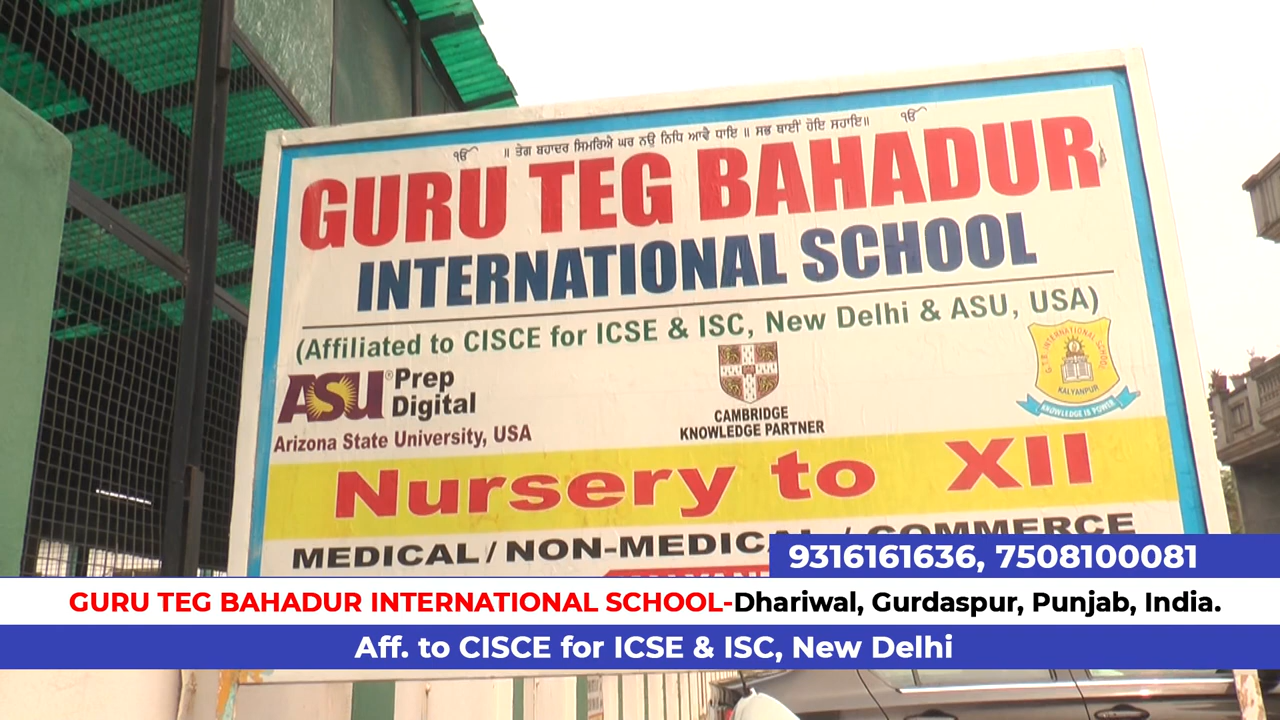 ੴ ॥ ਤੇਗ ਬਹਾਦਰ ਸਿਮਰਿਐ ਘਰ ਨਉ ਨਿਧਿ ਆਵੈ ਧਾਇ ॥ ਸਭ ਥਾਈਂ ਹੋਇ ਸਹਾਇ॥ ੴ
GURU TEG BAHADUR
INTERNATIONAL SCHOOL
(Affiliated to CISCE for ICSE & ISC, New Delhi & ASU, USA)
ASU® Prep Digital
Arizona State University, USA
CAMBRIDGE
KNOWLEDGE PARTNER
G.T.B. INTERNATIONAL SCHOOL
KALYANPUR
KNOWLEDGE IS POWER
Nursery to XII
MEDICAL / NON-MEDICAL / COMMERCE
9316161636, 7508100081
GURU TEG BAHADUR INTERNATIONAL SCHOOL-Dhariwal, Gurdaspur, Punjab, India.
Aff. to CISCE for ICSE & ISC, New Delhi